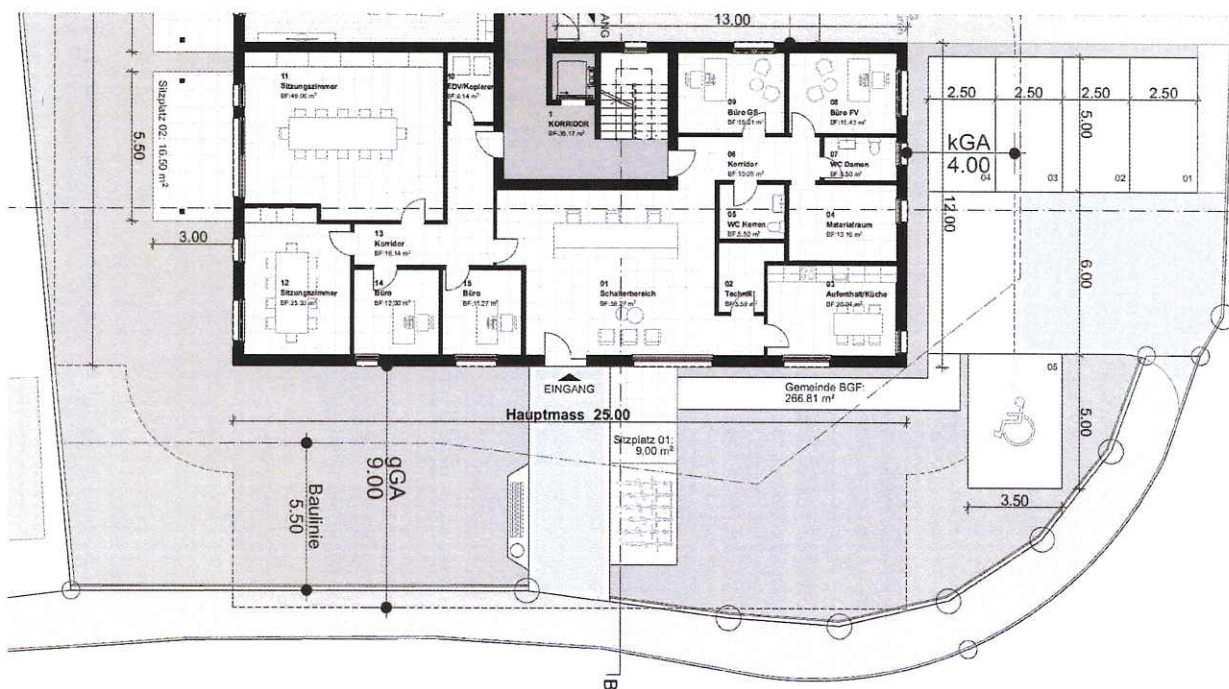 13.00
ANG
11
Sitzungszimmer
10
EDV/Kopierer
1
KORRIDOR
09
Büro GS
08
Büro FV
07
WC Damen
06
Korridor
05
WC Herren
04
Materialraum
Sitzplatz 02: 16.50 m²
5.50
3.00
13
Korridor
12
Sitzungszimmer
14
Büro
15
Büro
01
Schalterbereich
02
Technik
03
Aufenthalt/Küche
2.50
2.50
2.50
2.50
5.00
kGA
4.00
04
03
02
01
12.00
6.00
EINGANG
Gemeinde BGF:
266.81 m²
Hauptmass 25.00
Sitzplatz 01:
9.00 m²
gGA
9.00
Baulinie
5.50
05
5.00
3.50
B